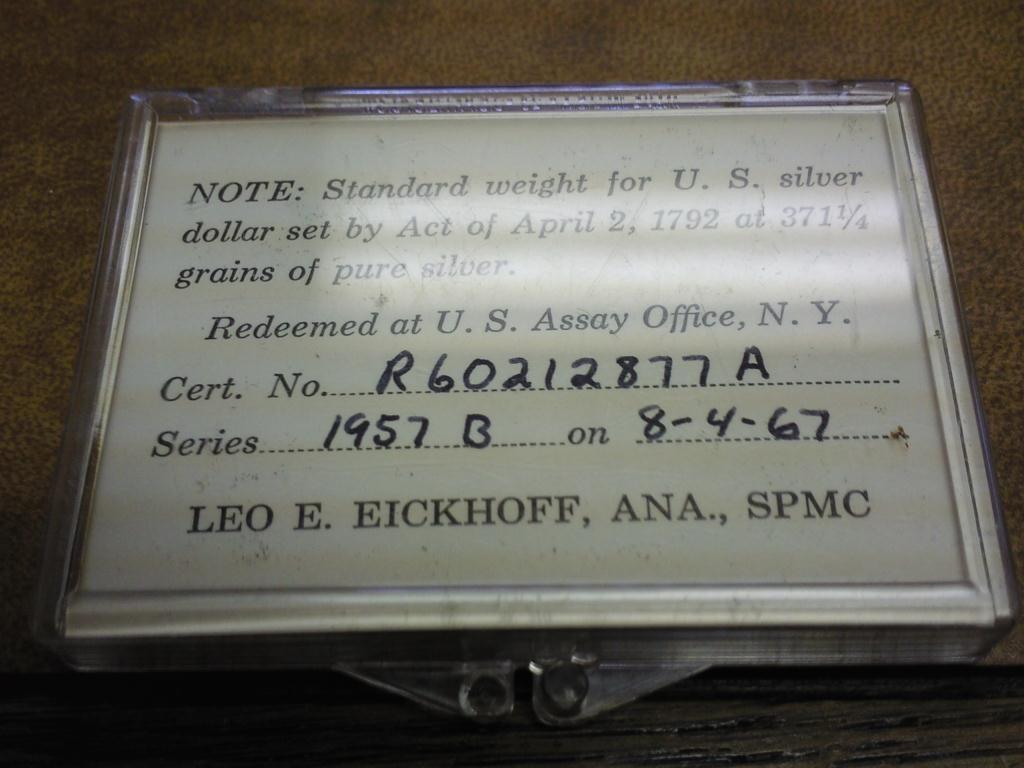 NOTE: Standard weight for U. S. silver
dollar set by Act of April 2, 1792 at 371¼
grains of pure silver.
Redeemed at U. S. Assay Office, N. Y.
Cert. No. R60212877A
Series 1957 B on 8-4-67
LEO E. EICKHOFF, ANA., SPMC